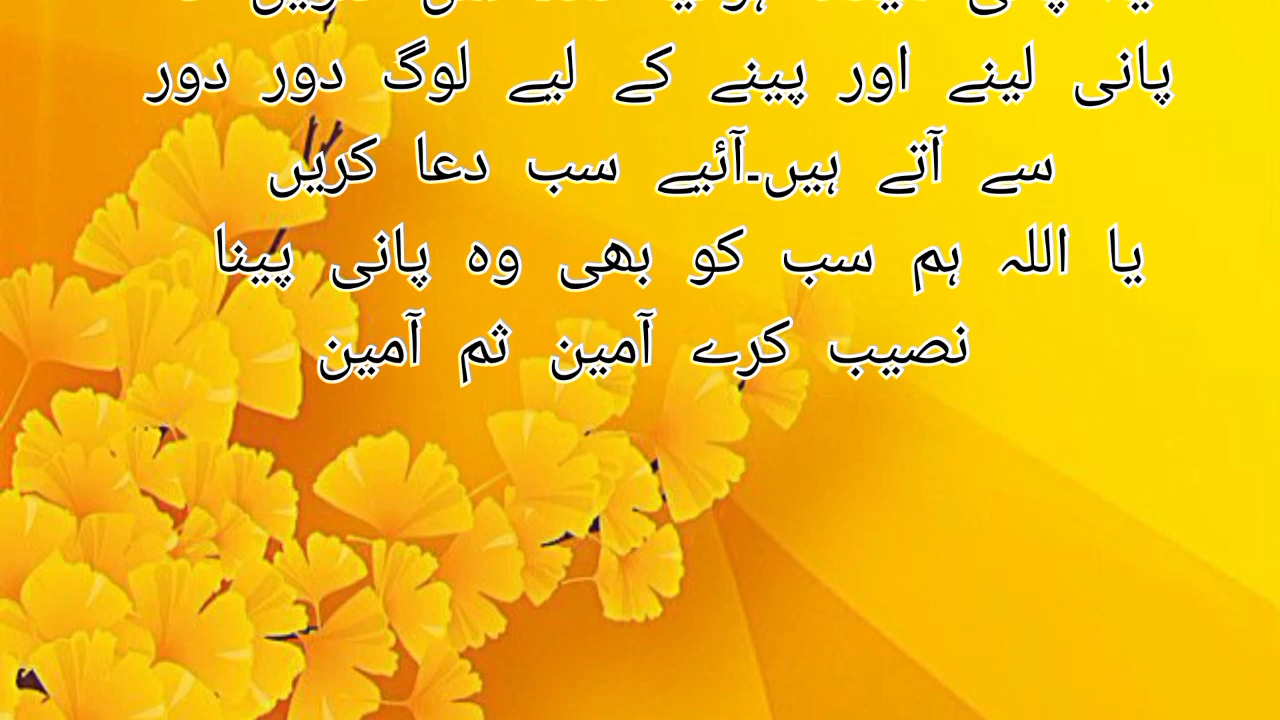 پانی لینے اور پینے کے لیے لوگ دور دور
سے آتے ہیں۔آئیے سب دعا کریں
یا اللہ ہم سب کو بھی وہ پانی پینا
نصیب کرے آمین ثم آمین